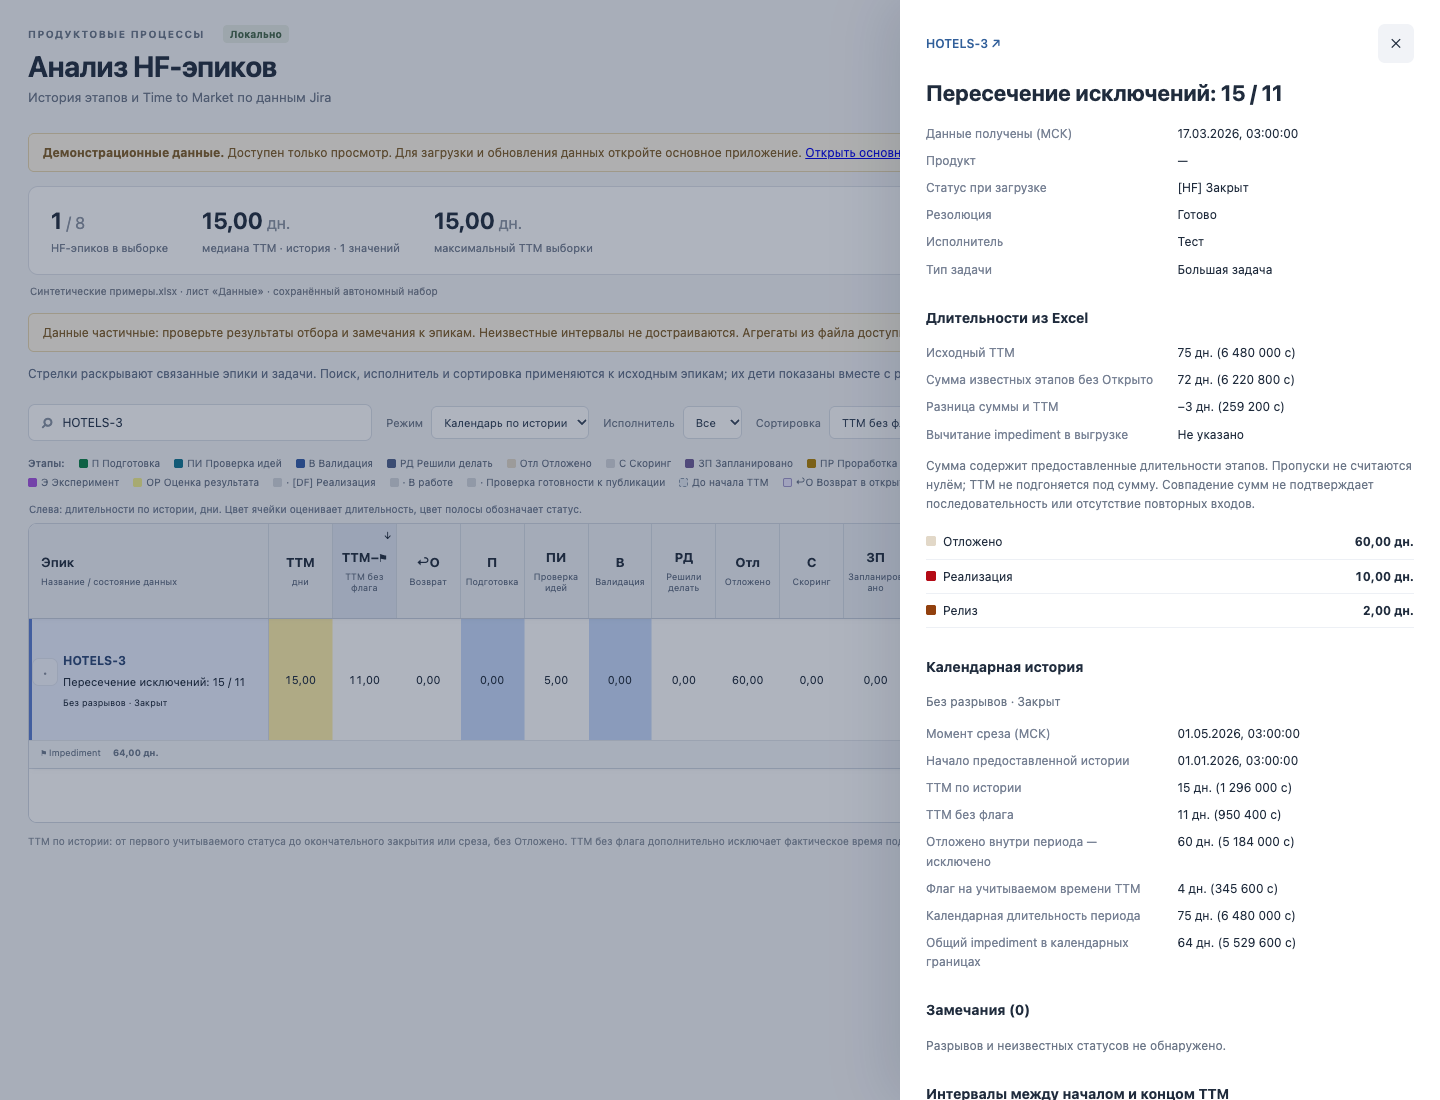 ПРОДУКТОВЫЕ ПРОЦЕССЫ Локально
Анализ HF-эпиков
История этапов и Time to Market по данным Jira
Демонстрационные данные. Доступен только просмотр. Для загрузки и обновления данных откройте основное приложение. Открыть основн
1 / 8
HF-эпиков в выборке
15,00 дн.
медиана TTM · история · 1 значений
15,00 дн.
максимальный TTM выборки
Синтетические примеры.xlsx · лист «Данные» · сохранённый автономный набор
Данные частичные: проверьте результаты отбора и замечания к эпикам. Неизвестные интервалы не достраиваются. Агрегаты из файла доступ
Стрелки раскрывают связанные эпики и задачи. Поиск, исполнитель и сортировка применяются к исходным эпикам; их дети показаны вместе с р
HOTELS-3 Режим Календарь по истории Исполнитель Все Сортировка TTM без ф
Этапы: П Подготовка ПИ Проверка идей В Валидация РД Решили делать Отл Отложено С Скоринг ЗП Запланировано ПР Проработка
Э Эксперимент ОР Оценка результата · [DF] Реализация · В работе · Проверка готовности к публикации До начала TTM ↩О Возврат в откры
Слева: длительности по истории, дни. Цвет ячейки оценивает длительность, цвет полосы обозначает статус.
↓
Эпик
Название / состояние данных
TTM
дни
TTM−⚑
TTM без
флага
↩О
Возврат
П
Подготовка
ПИ
Проверка
идей
В
Валидация
РД
Решили
делать
Отл
Отложено
С
Скоринг
ЗП
Запланиров
ано
HOTELS-3
Пересечение исключений: 15 / 11
Без разрывов · Закрыт
15,00 11,00 0,00 0,00 5,00 0,00 0,00 60,00 0,00 0,00
⚑ Impediment 64,00 дн.
TTM по истории: от первого учитываемого статуса до окончательного закрытия или среза, без Отложено. TTM без флага дополнительно исключает фактическое время под
HOTELS-3 ↗
×
Пересечение исключений: 15 / 11
Данные получены (МСК) 17.03.2026, 03:00:00
Продукт —
Статус при загрузке [HF] Закрыт
Резолюция Готово
Исполнитель Тест
Тип задачи Большая задача
Длительности из Excel
Исходный TTM 75 дн. (6 480 000 с)
Сумма известных этапов без Открыто 72 дн. (6 220 800 с)
Разница суммы и TTM −3 дн. (259 200 с)
Вычитание impediment в выгрузке Не указано
Сумма содержит предоставленные длительности этапов. Пропуски не считаются
нулём; TTM не подгоняется под сумму. Совпадение сумм не подтверждает
последовательность или отсутствие повторных входов.
Отложено 60,00 дн.
Реализация 10,00 дн.
Релиз 2,00 дн.
Календарная история
Без разрывов · Закрыт
Момент среза (МСК) 01.05.2026, 03:00:00
Начало предоставленной истории 01.01.2026, 03:00:00
TTM по истории 15 дн. (1 296 000 с)
TTM без флага 11 дн. (950 400 с)
Отложено внутри периода — 60 дн. (5 184 000 с)
исключено
Флаг на учитываемом времени TTM 4 дн. (345 600 с)
Календарная длительность периода 75 дн. (6 480 000 с)
Общий impediment в календарных 64 дн. (5 529 600 с)
границах
Замечания (0)
Разрывов и неизвестных статусов не обнаружено.
Интервалы между началом и концом TTM